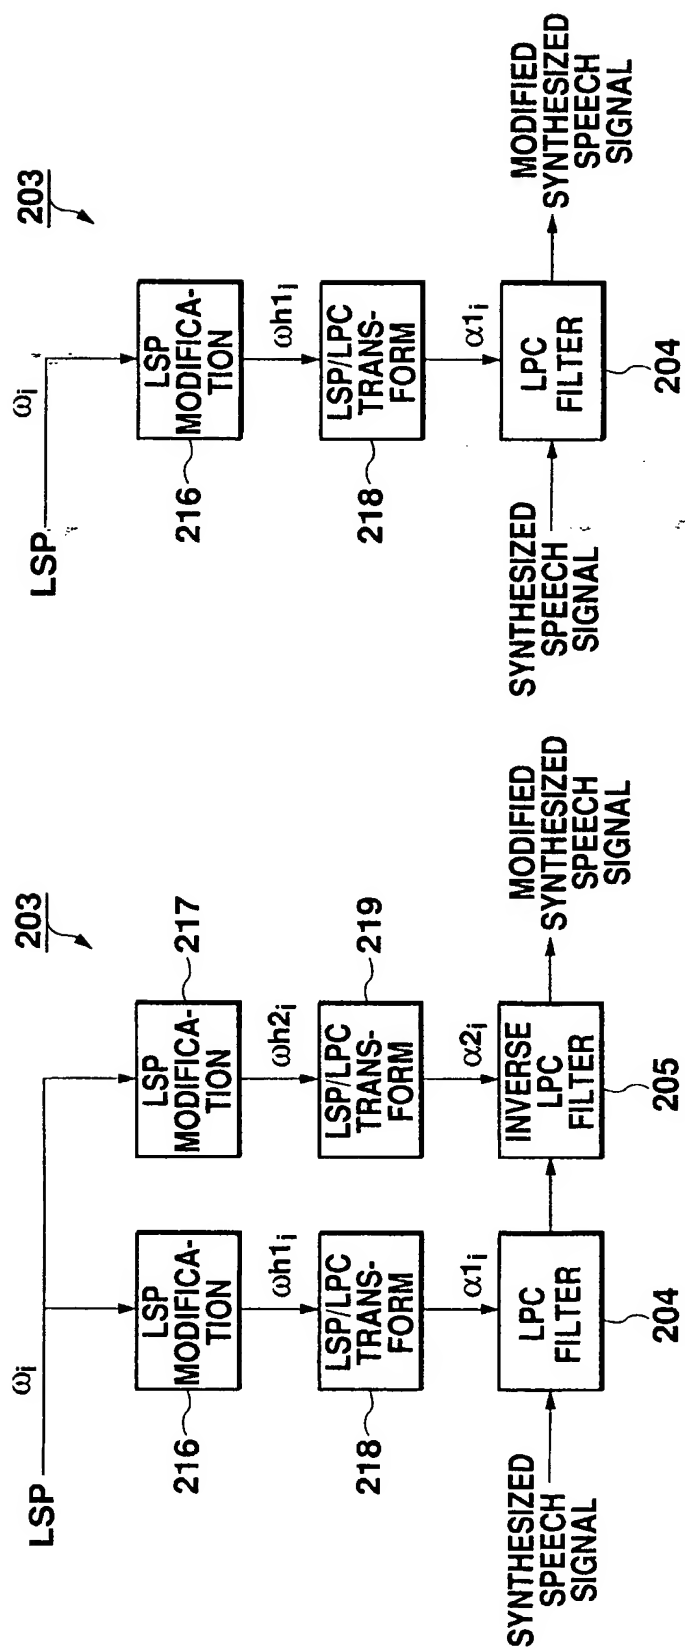 203
LSP
ωi
LSP
MODIFICA-
TION
216
LSP
MODIFICA-
TION
217
ωh1i
ωh2i
LSP/LPC
TRANS-
FORM
218
LSP/LPC
TRANS-
FORM
219
α1i
α2i
SYNTHESIZED
SPEECH
SIGNAL
LPC
FILTER
204
INVERSE
LPC
FILTER
205
MODIFIED
SYNTHESIZED
SPEECH
SIGNAL
203
LSP
ωi
LSP
MODIFICA-
TION
216
ωh1i
LSP/LPC
TRANS-
FORM
218
α1i
SYNTHESIZED
SPEECH
SIGNAL
LPC
FILTER
204
MODIFIED
SYNTHESIZED
SPEECH
SIGNAL